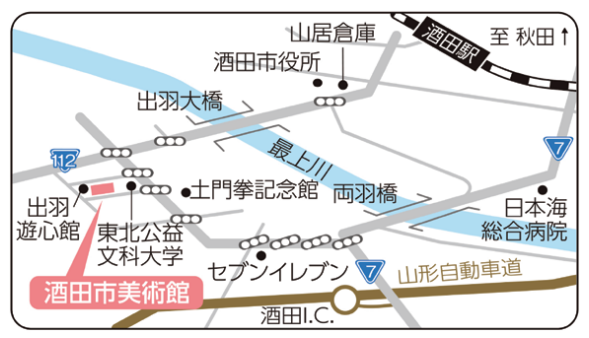 山居倉庫
酒田駅
至 秋田↑
酒田市役所
出羽大橋
最上川
7
112
土門拳記念館
両羽橋
出羽
遊心館
東北公益
文科大学
日本海
総合病院
セブンイレブン
7
山形自動車道
酒田市美術館
酒田I.C.